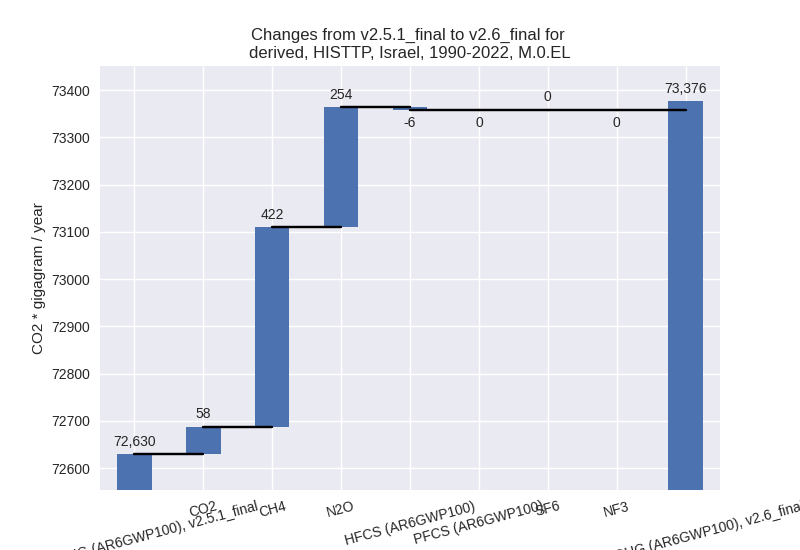 Changes from v2.5.1_final to v2.6_final for
derived, HISTTP, Israel, 1990-2022, M.0.EL
CO2 * gigagram / year
73400
73300
73200
73100
73000
72900
72800
72700
72600
72,630
58
422
254
-6
0
0
0
73,376
(AR6GWP100), v2.5.1_final
CO2
CH4
N2O
HFCS (AR6GWP100)
PFCS (AR6GWP100)
SF6
NF3
(AR6GWP100), v2.6_final